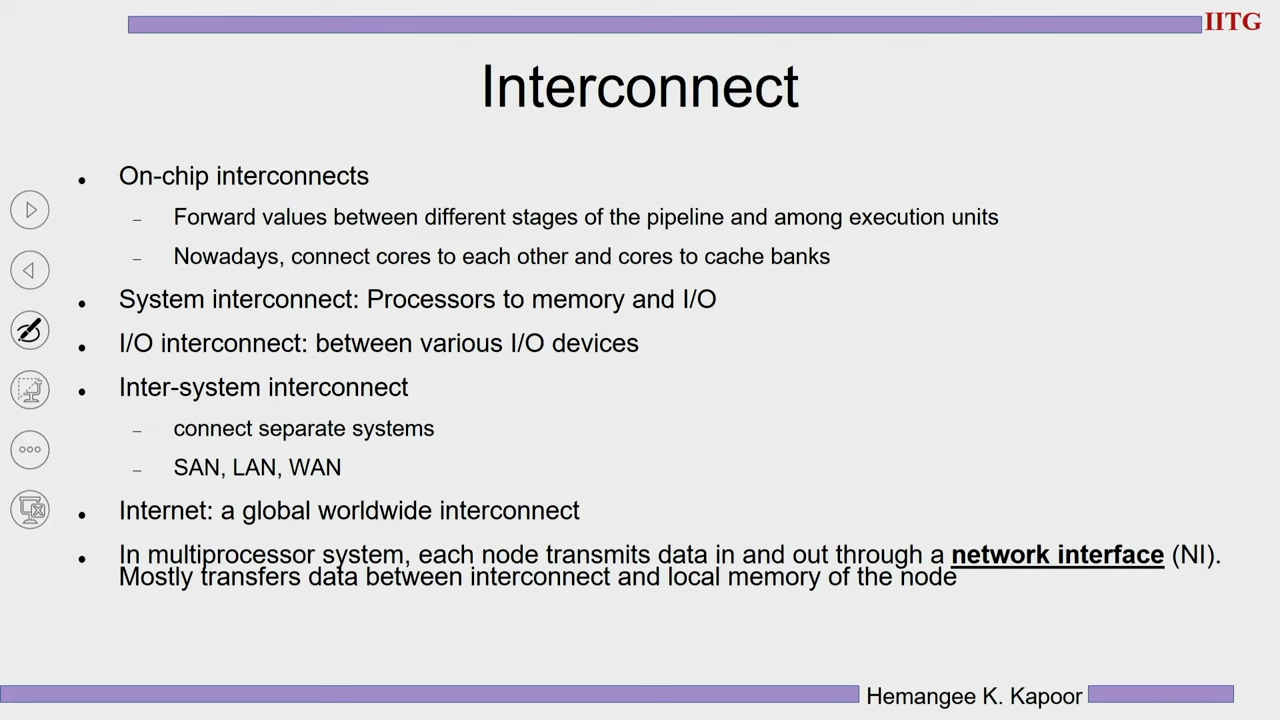 IITG
Interconnect
• On-chip interconnects
– Forward values between different stages of the pipeline and among execution units
– Nowadays, connect cores to each other and cores to cache banks
• System interconnect: Processors to memory and I/O
• I/O interconnect: between various I/O devices
• Inter-system interconnect
– connect separate systems
– SAN, LAN, WAN
• Internet: a global worldwide interconnect
• In multiprocessor system, each node transmits data in and out through a network interface (NI).
Mostly transfers data between interconnect and local memory of the node
Hemangee K. Kapoor